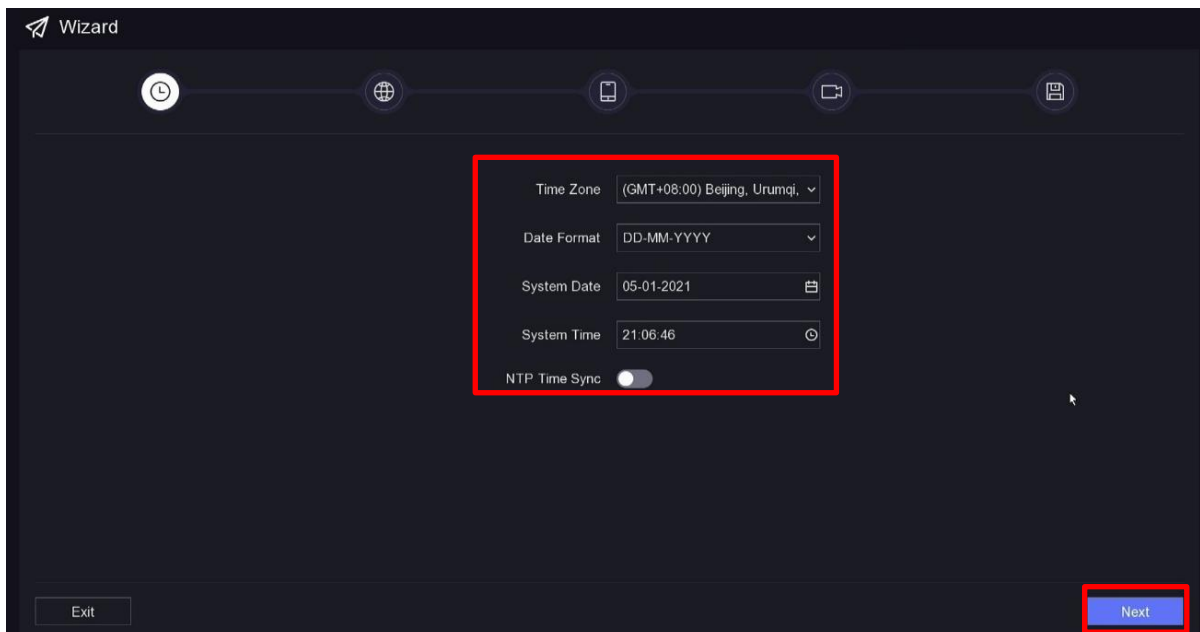 Wizard
Time Zone (GMT+08:00) Beijing, Urumqi,
Date Format DD-MM-YYYY
System Date 05-01-2021
System Time 21:06:46
NTP Time Sync
Exit Next